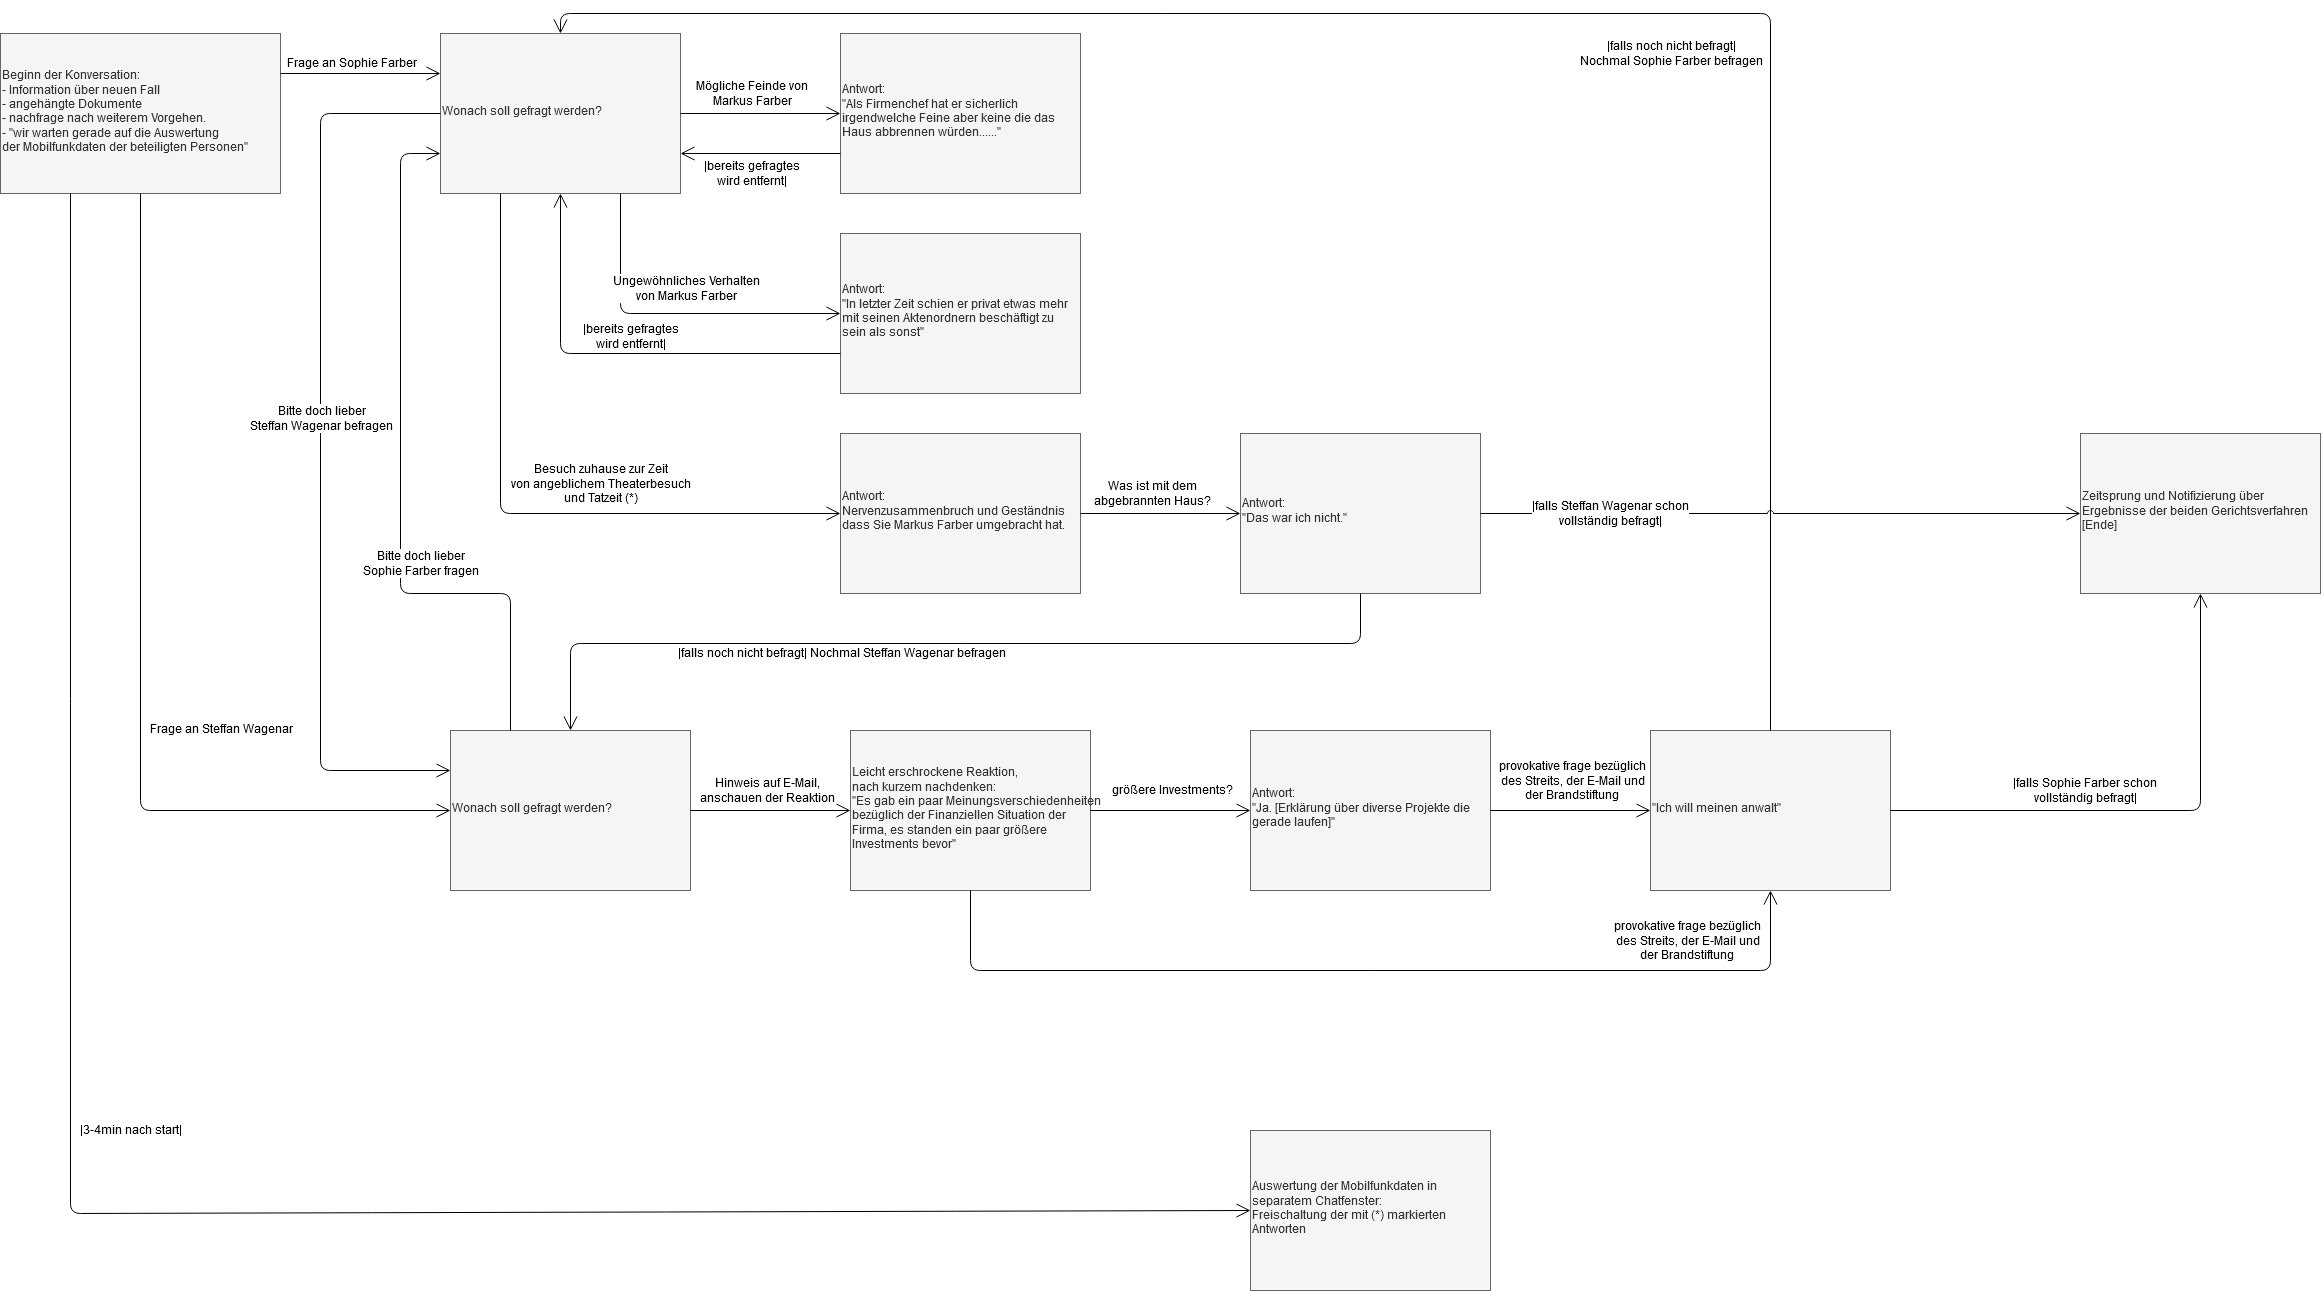 |falls noch nicht befragt|
Nochmal Sophie Farber befragen
Beginn der Konversation:
- Information über neuen Fall
- angehängte Dokumente
- nachfrage nach weiterem Vorgehen.
- "wir warten gerade auf die Auswertung
der Mobilfunkdaten der beteiligten Personen"
Frage an Sophie Farber
Wonach soll gefragt werden?
Mögliche Feinde von
Markus Farber
Antwort:
"Als Firmenchef hat er sicherlich
irgendwelche Feine aber keine die das
Haus abbrennen würden......"
|bereits gefragtes
wird entfernt|
Ungewöhnliches Verhalten
von Markus Farber
Antwort:
"In letzter Zeit schien er privat etwas mehr
mit seinen Aktenordnern beschäftigt zu
sein als sonst"
|bereits gefragtes
wird entfernt|
Bitte doch lieber
Steffan Wagenar befragen
Besuch zuhause zur Zeit
von angeblichem Theaterbesuch
und Tatzeit (*)
Antwort:
Nervenzusammenbruch und Geständnis
dass Sie Markus Farber umgebracht hat.
Was ist mit dem
abgebrannten Haus?
Antwort:
"Das war ich nicht."
|falls Steffan Wagenar schon
vollständig befragt|
Zeitsprung und Notifizierung über
Ergebnisse der beiden Gerichtsverfahren
[Ende]
Bitte doch lieber
Sophie Farber fragen
|falls noch nicht befragt| Nochmal Steffan Wagenar befragen
Frage an Steffan Wagenar
Wonach soll gefragt werden?
Hinweis auf E-Mail,
anschauen der Reaktion
Leicht erschrockene Reaktion,
nach kurzem nachdenken:
"Es gab ein paar Meinungsverschiedenheiten
bezüglich der Finanziellen Situation der
Firma, es standen ein paar größere
Investments bevor"
größere Investments?
Antwort:
"Ja. [Erklärung über diverse Projekte die
gerade laufen]"
provokative frage bezüglich
des Streits, der E-Mail und
der Brandstiftung
"Ich will meinen anwalt"
|falls Sophie Farber schon
vollständig befragt|
provokative frage bezüglich
des Streits, der E-Mail und
der Brandstiftung
|3-4min nach start|
Auswertung der Mobilfunkdaten in
separatem Chatfenster:
Freischaltung der mit (*) markierten
Antworten